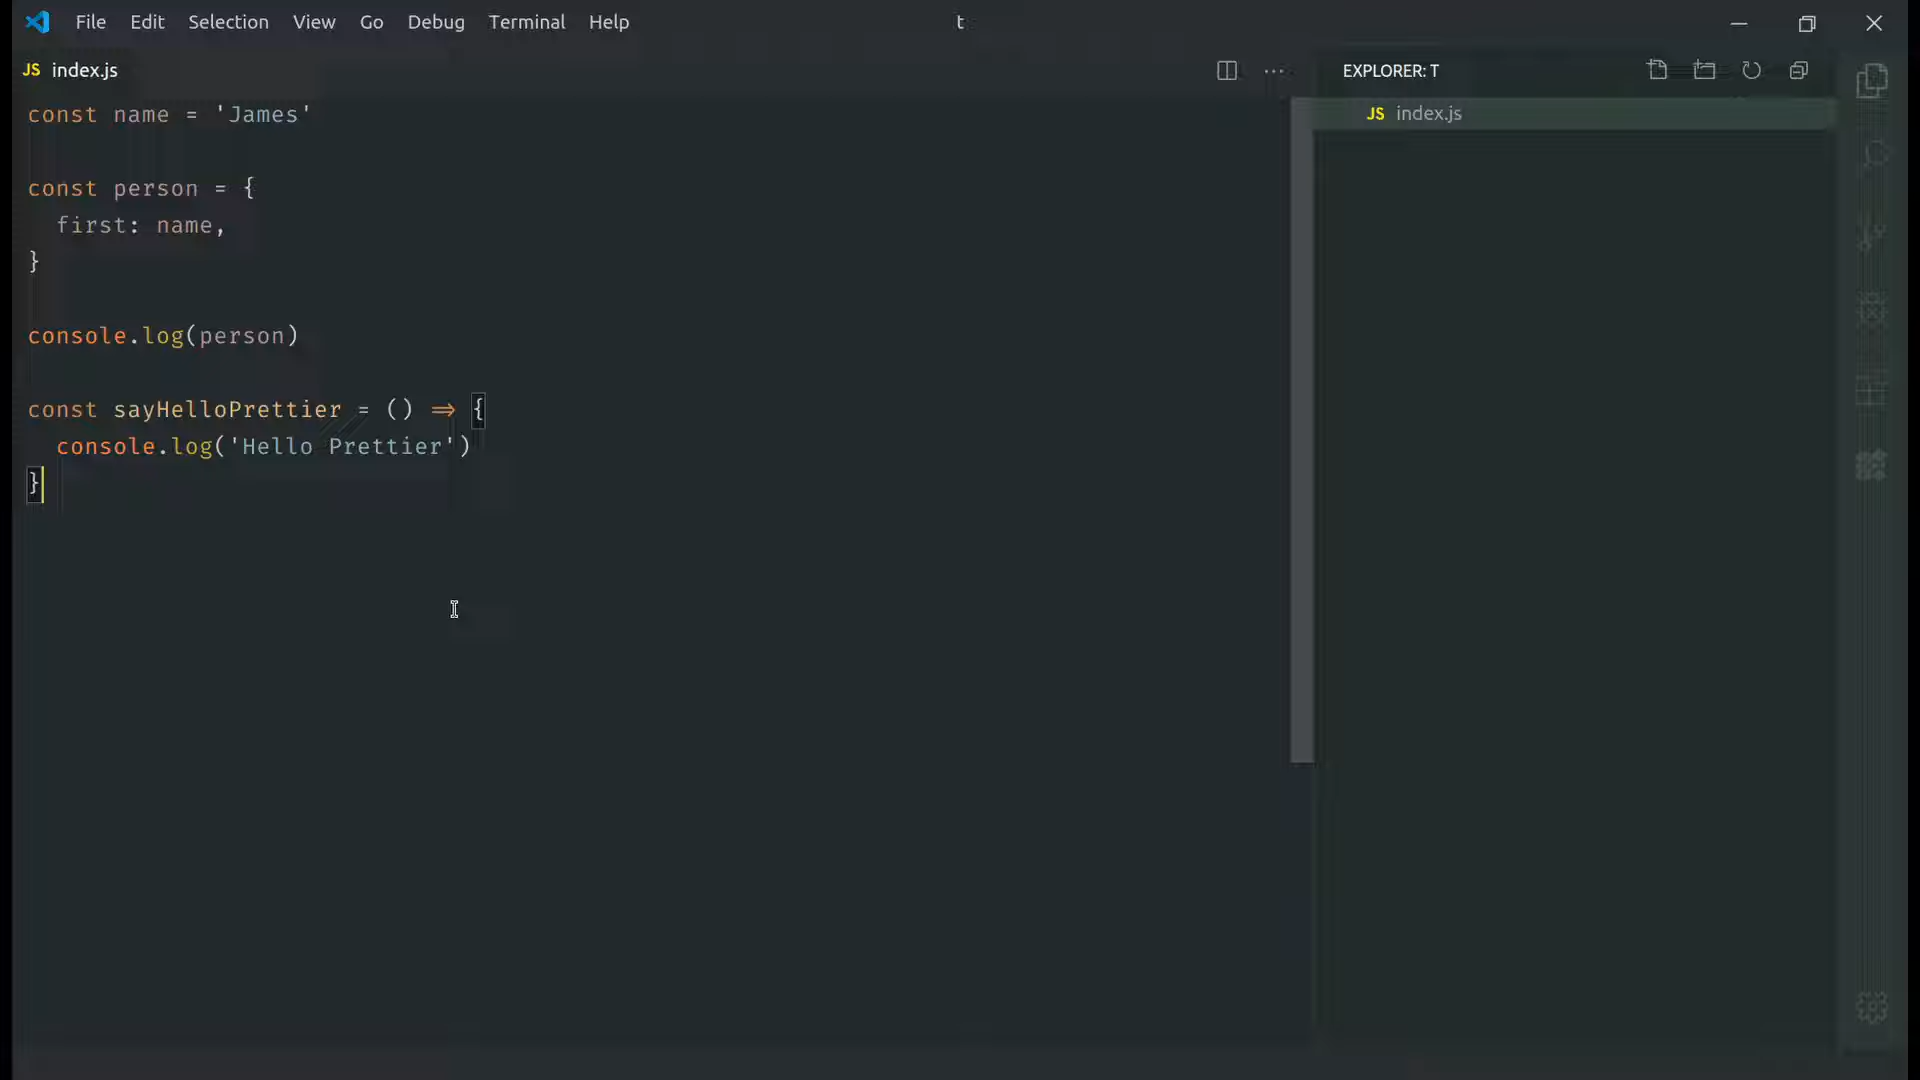 File Edit Selection View Go Debug Terminal Help t
JS index.js
EXPLORER: T
JS index.js
const name = 'James'
const person = {
  first: name,
}
console.log(person)
const sayHelloPrettier = () => {
  console.log('Hello Prettier')
}